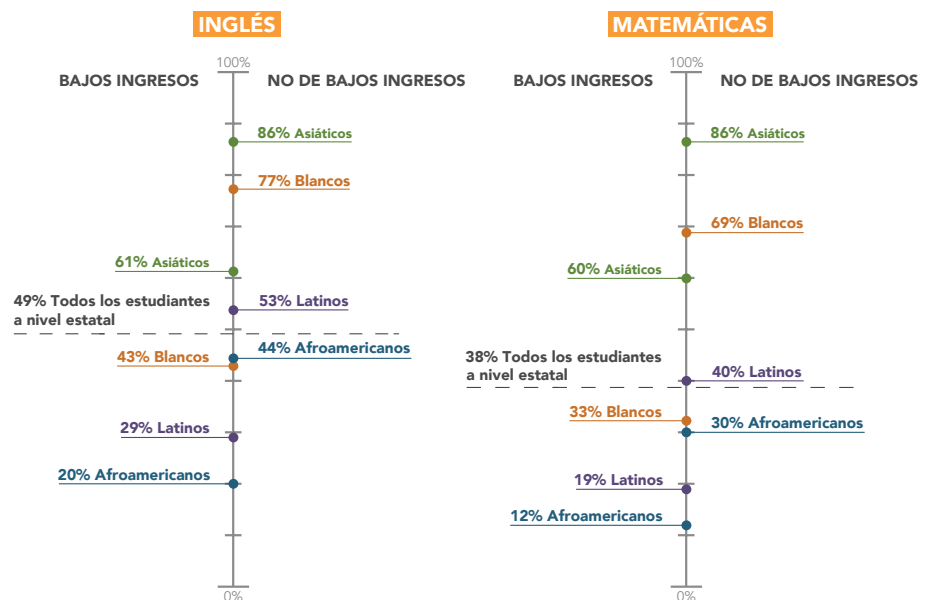 INGLÉS
100%
BAJOS INGRESOS
NO DE BAJOS INGRESOS
86% Asiáticos
77% Blancos
61% Asiáticos
49% Todos los estudiantes
a nivel estatal
53% Latinos
44% Afroamericanos
43% Blancos
29% Latinos
20% Afroamericanos
0%
MATEMÁTICAS
100%
BAJOS INGRESOS
NO DE BAJOS INGRESOS
86% Asiáticos
69% Blancos
60% Asiáticos
38% Todos los estudiantes
a nivel estatal
40% Latinos
33% Blancos
30% Afroamericanos
19% Latinos
12% Afroamericanos
0%